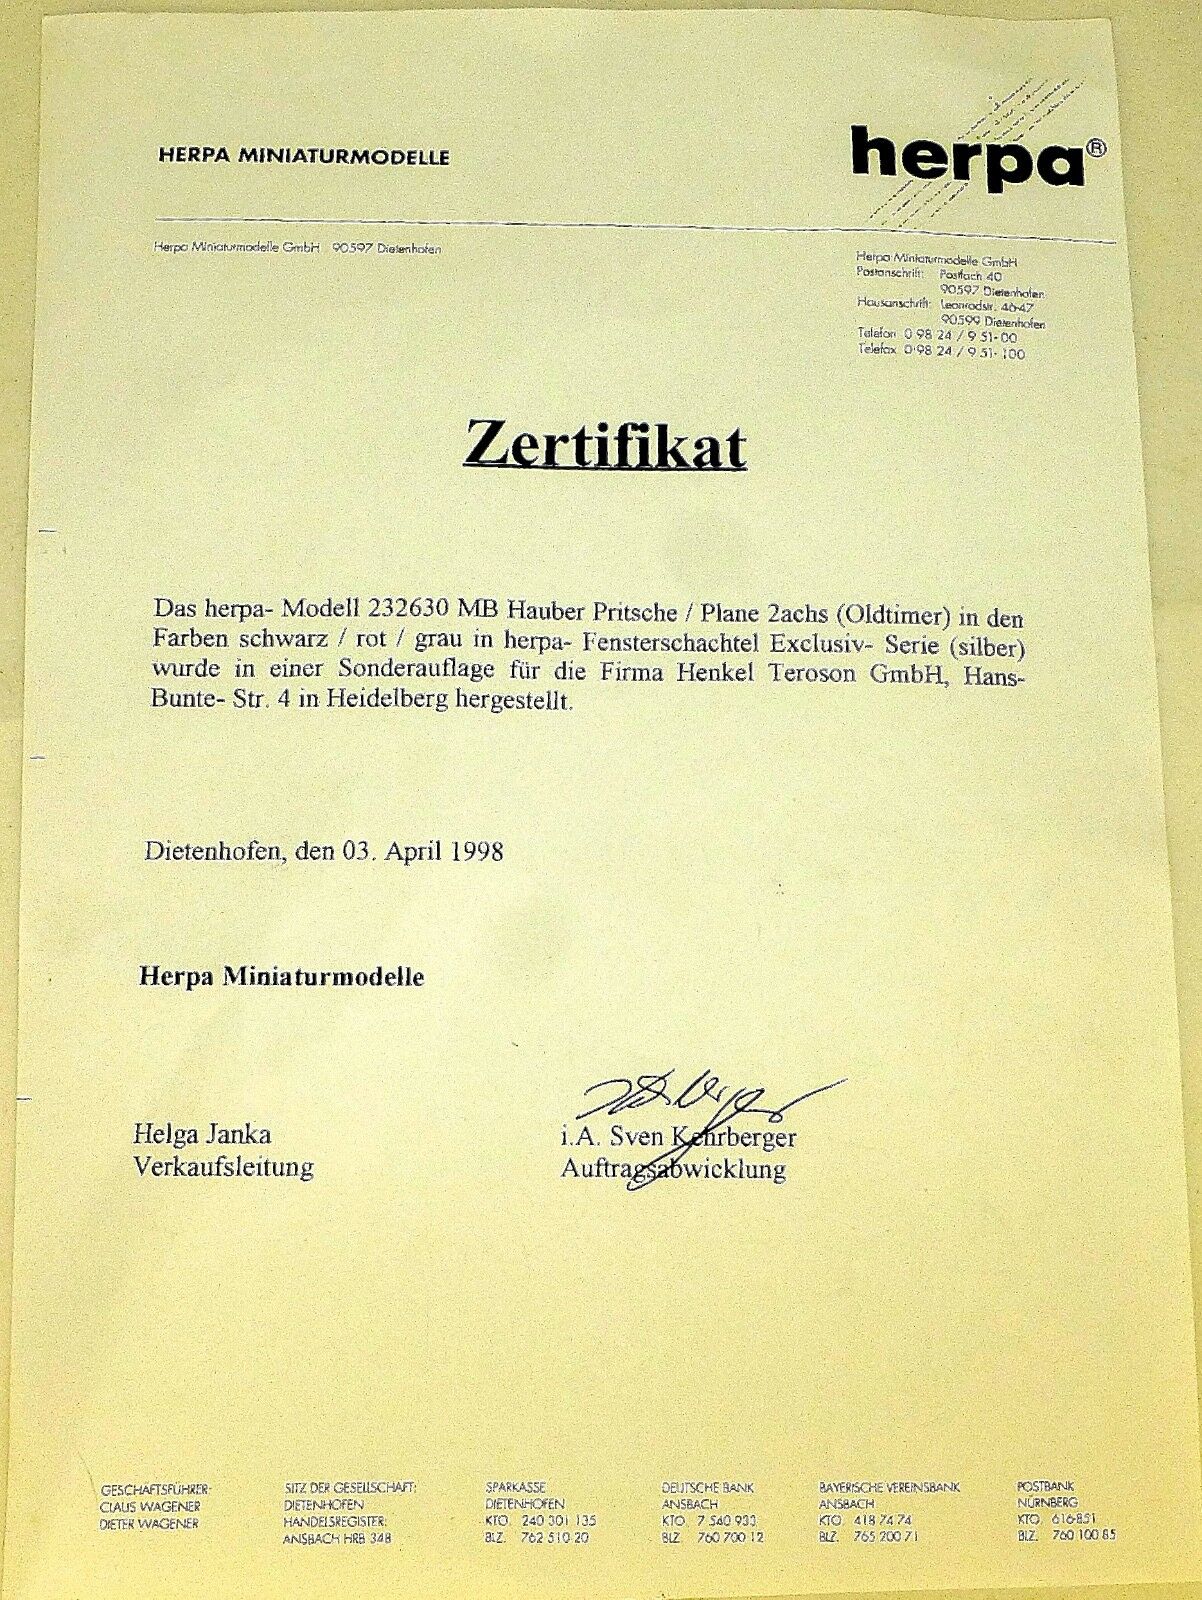 HERPA MINIATURMODELLE
herpa®
Herpa Miniaturmodelle GmbH 90597 Dietenhofen
Herpa Miniaturmodelle GmbH
Postanschrift: Postfach 40
90597 Dietenhofen
Hausanschrift: Leonrodstr. 46-47
90599 Dietenhofen
Telefon 0 98 24 / 9 51-00
Telefax 0 98 24 / 9 51- 100
Zertifikat
Das herpa- Modell 232630 MB Hauber Pritsche / Plane 2achs (Oldtimer) in den
Farben schwarz / rot / grau in herpa- Fensterschachtel Exclusiv- Serie (silber)
wurde in einer Sonderauflage für die Firma Henkel Teroson GmbH, Hans-
Bunte- Str. 4 in Heidelberg hergestellt.
Dietenhofen, den 03. April 1998
Herpa Miniaturmodelle
Helga Janka
Verkaufsleitung
i.A. Sven Kehrberger
Auftragsabwicklung
GESCHÄFTSFÜHRER:
CLAUS WAGENER
DIETER WAGENER
SITZ DER GESELLSCHAFT:
DIETENHOFEN
HANDELSREGISTER:
ANSBACH HRB 348
SPARKASSE
DIETENHOFEN
KTO. 240 301 135
BLZ. 762 510 20
DEUTSCHE BANK
ANSBACH
KTO. 7 540 933
BLZ. 760 700 12
BAYERISCHE VEREINSBANK
ANSBACH
KTO. 418 74 74
BLZ. 765 200 71
POSTBANK
NÜRNBERG
KTO. 616-851
BLZ. 760 100 85